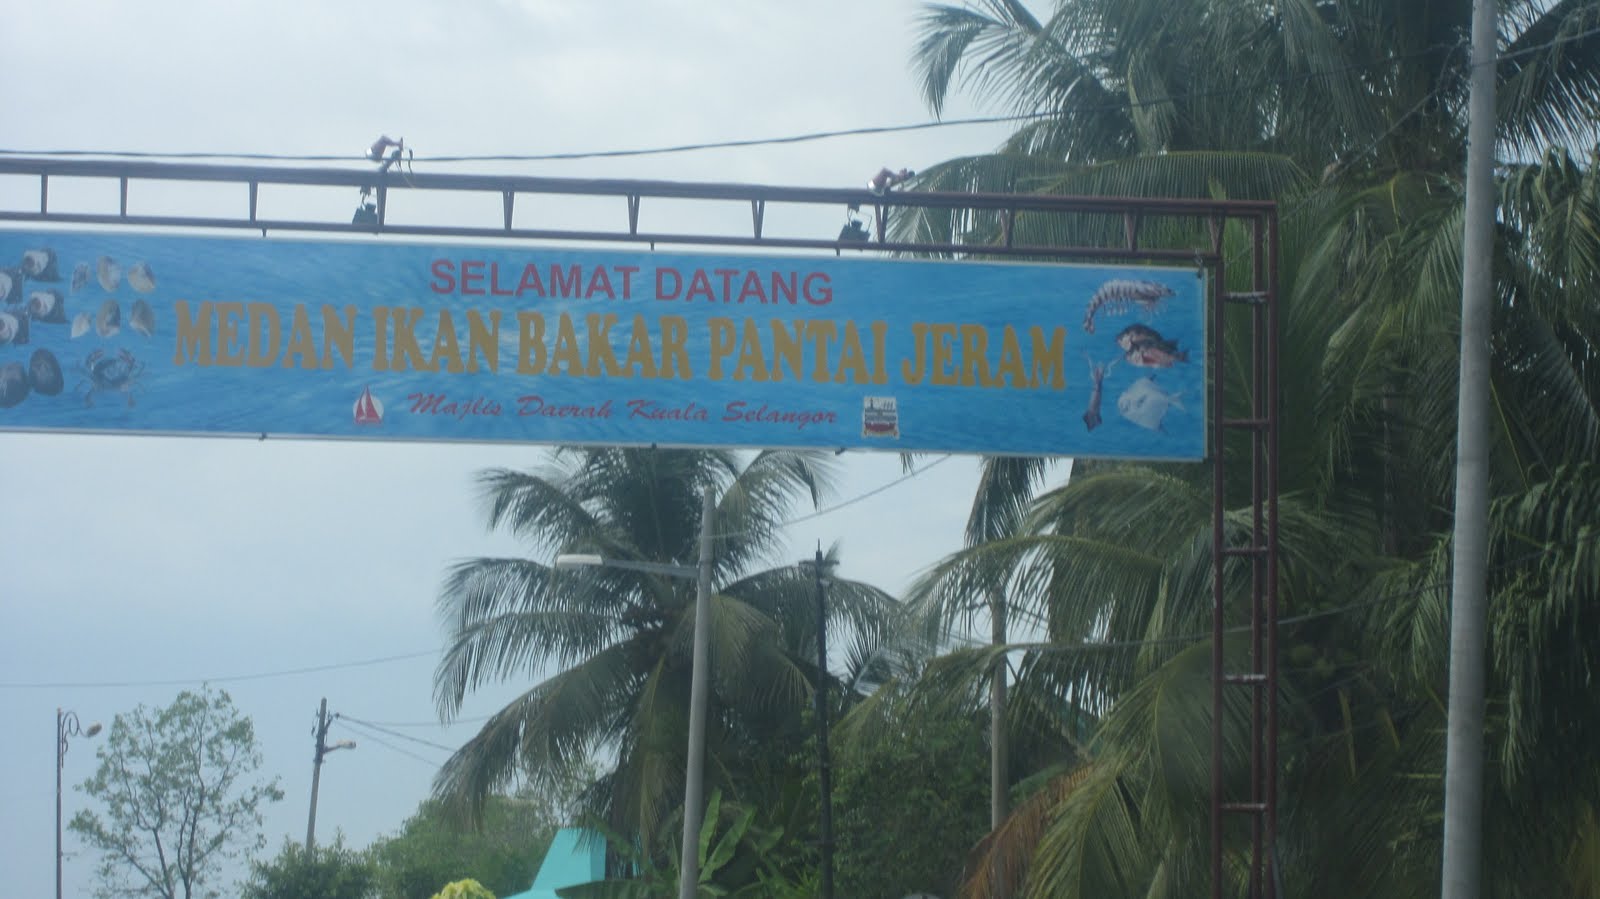 SELAMAT DATANG
MEDAN IKAN BAKAR PANTAI JERAM
Majlis Daerah Kuala Selangor